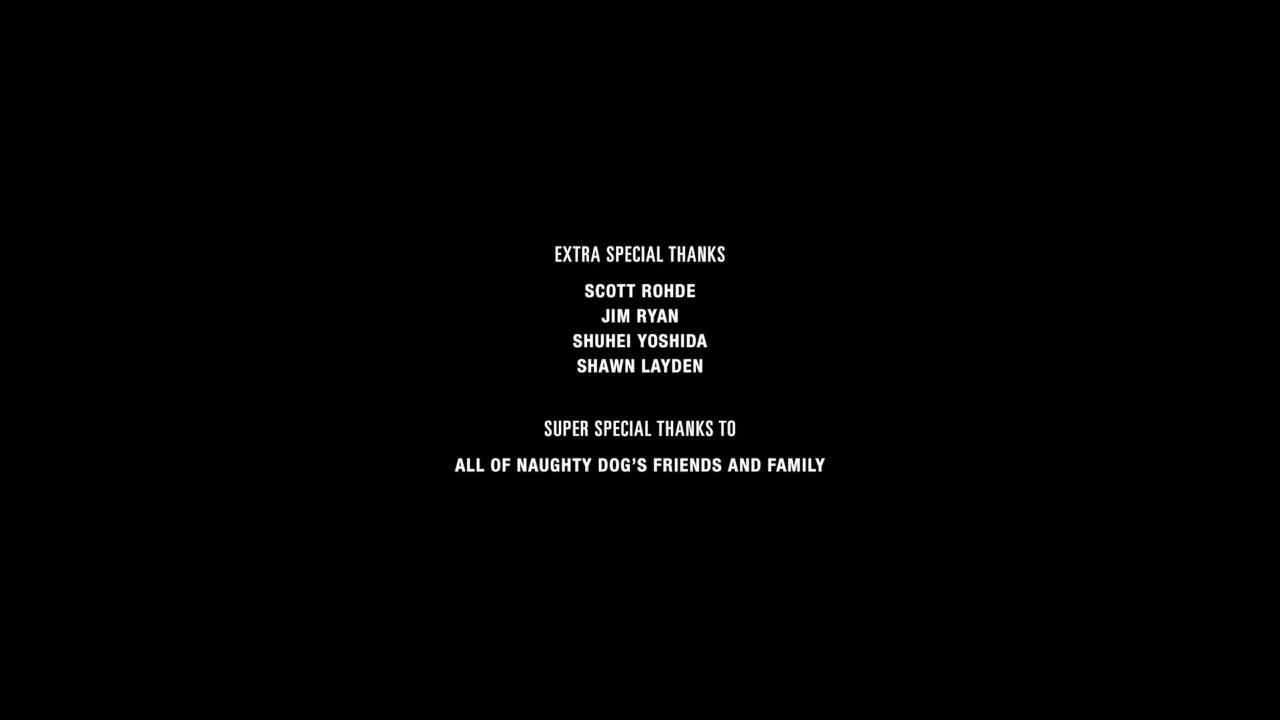 EXTRA SPECIAL THANKS
SCOTT ROHDE
JIM RYAN
SHUHEI YOSHIDA
SHAWN LAYDEN
SUPER SPECIAL THANKS TO
ALL OF NAUGHTY DOG’S FRIENDS AND FAMILY